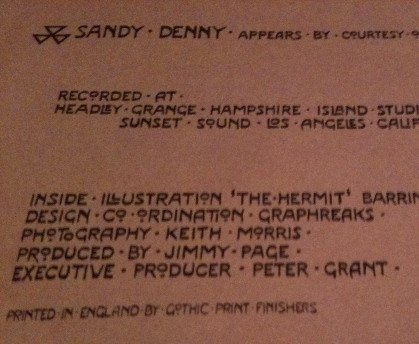 SANDY · DENNY · APPEARS · BY · COURTESY ·
RECORDED · AT ·
HEADLEY · GRANGE · HAMPSHIRE · ISLAND · STUD
SUNSET · SOUND · LOS · ANGELES · CALIF
INSIDE · ILLUSTRATION 'THE · HERMIT' BARRIN
DESIGN · CO · ORDINATION · GRAPHREAKS ·
PHOTOGRAPHY · KEITH · MORRIS ·
PRODUCED · BY · JIMMY · PAGE ·
EXECUTIVE · PRODUCER · PETER · GRANT ·
PRINTED · IN · ENGLAND · BY · GOTHIC · PRINT · FINISHERS